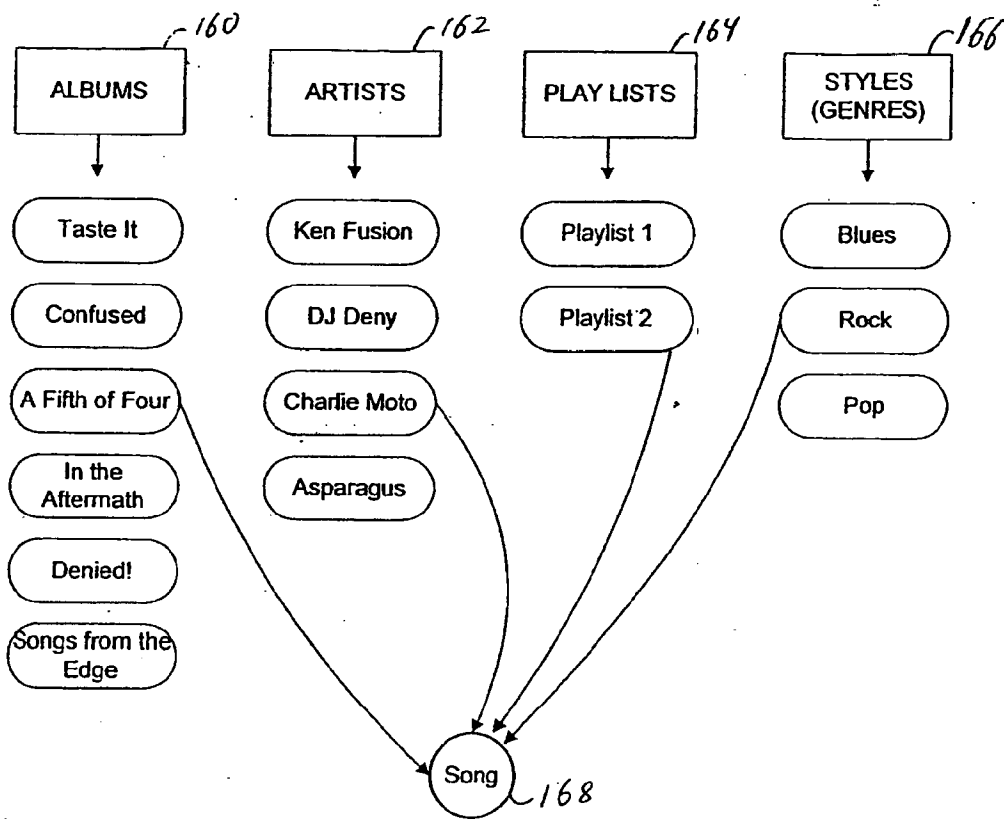 160
162
164
166
ALBUMS
ARTISTS
PLAY LISTS
STYLES
(GENRES)
Taste It
Confused
A Fifth of Four
In the
Aftermath
Denied!
Songs from the
Edge
Ken Fusion
DJ Deny
Charlie Moto
Asparagus
Playlist 1
Playlist 2
Blues
Rock
Pop
Song
168